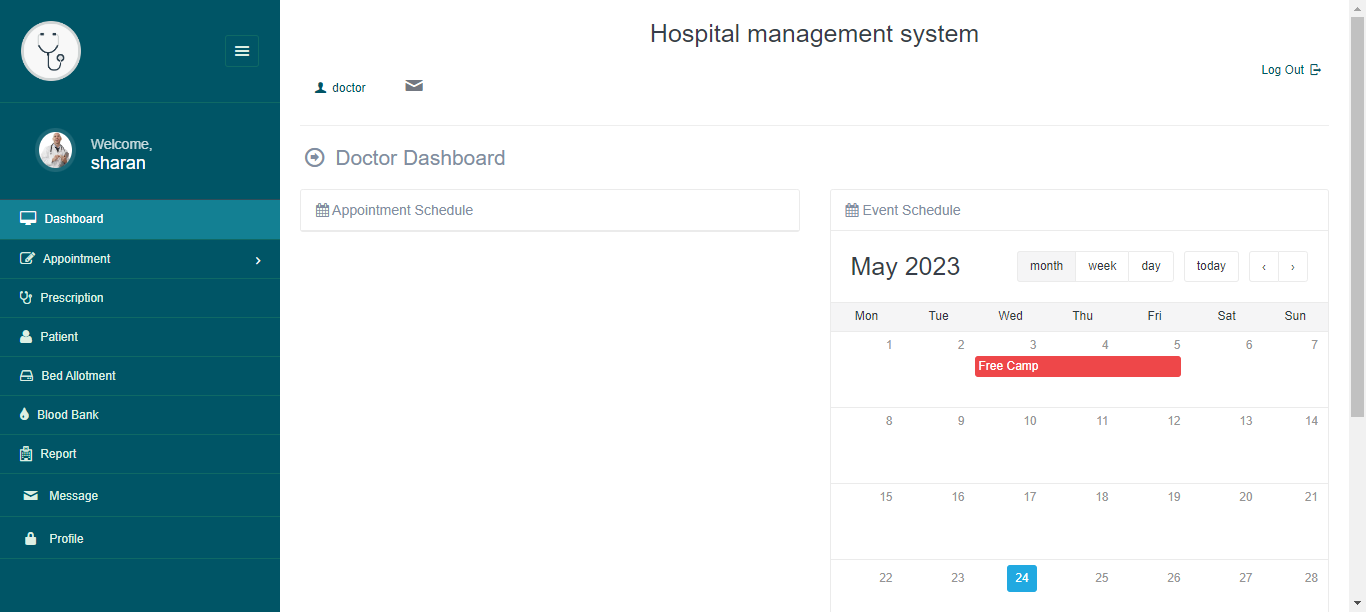 Hospital management system
Log Out
doctor
Welcome,
sharan
Dashboard
Appointment
Prescription
Patient
Bed Allotment
Blood Bank
Report
Message
Profile
Doctor Dashboard
Appointment Schedule
Event Schedule
May 2023
month week day today ‹ ›
Mon Tue Wed Thu Fri Sat Sun
1 2 3 4 5 6 7
Free Camp
8 9 10 11 12 13 14
15 16 17 18 19 20 21
22 23 24 25 26 27 28